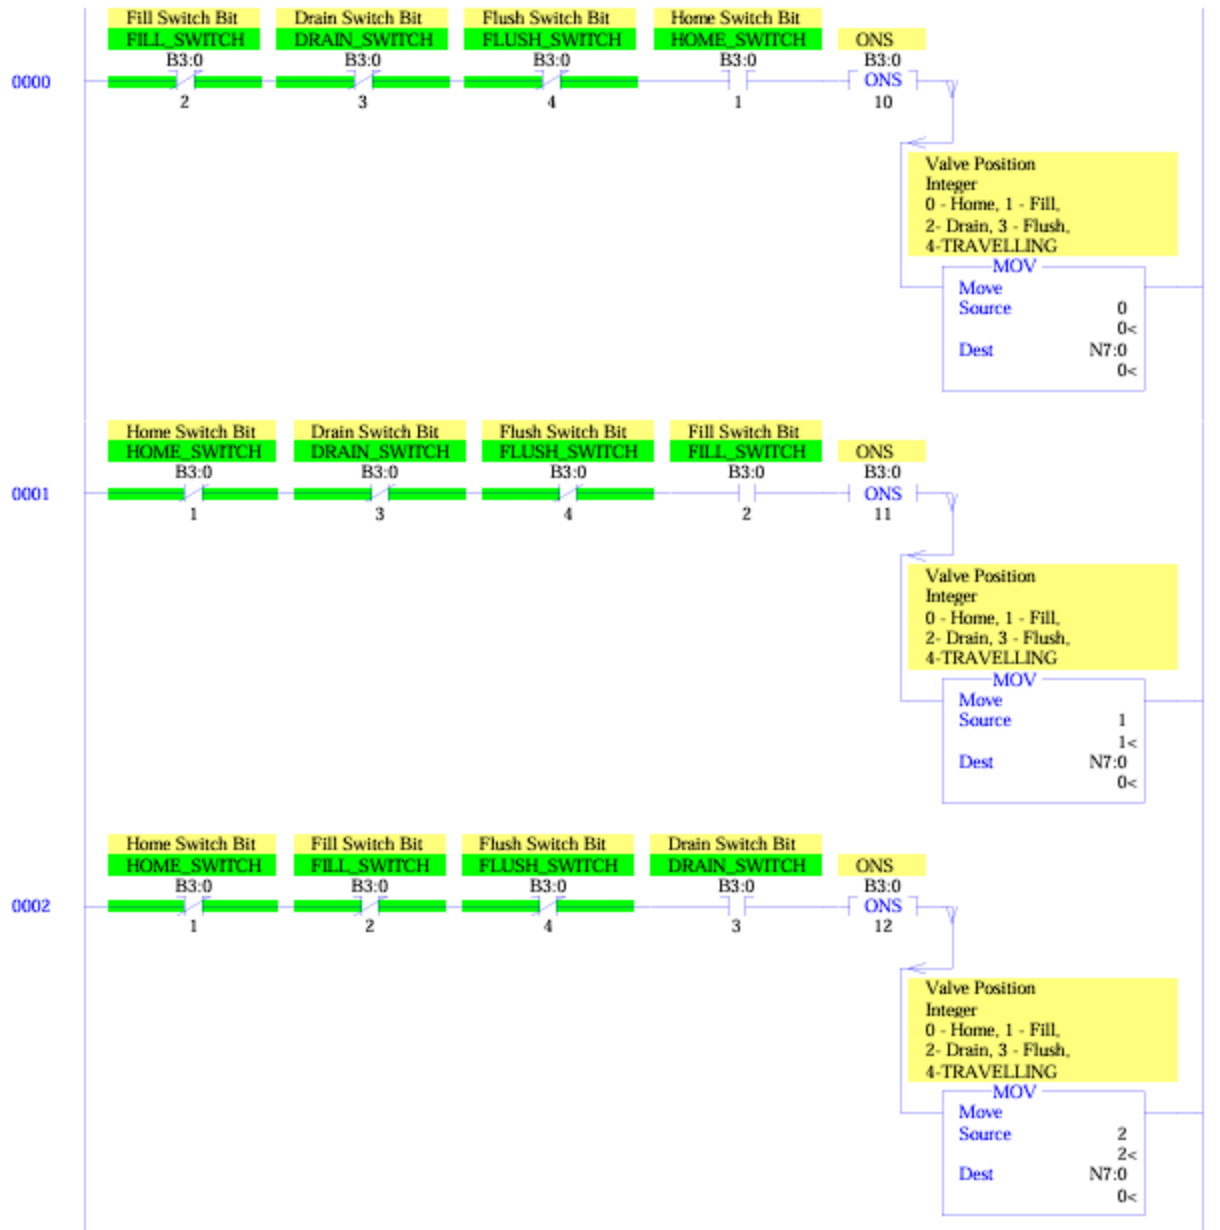 Fill Switch Bit Drain Switch Bit Flush Switch Bit Home Switch Bit
FILL_SWITCH DRAIN_SWITCH FLUSH_SWITCH HOME_SWITCH ONS
B3:0 B3:0 B3:0 B3:0 B3:0
0000 ONS
2 3 4 1 10
Valve Position
Integer
0 - Home, 1 - Fill,
2- Drain, 3 - Flush,
4-TRAVELLING
MOV
Move
Source 0
0<
Dest N7:0
0<
Home Switch Bit Drain Switch Bit Flush Switch Bit Fill Switch Bit
HOME_SWITCH DRAIN_SWITCH FLUSH_SWITCH FILL_SWITCH ONS
B3:0 B3:0 B3:0 B3:0 B3:0
0001 ONS
1 3 4 2 11
Valve Position
Integer
0 - Home, 1 - Fill,
2- Drain, 3 - Flush,
4-TRAVELLING
MOV
Move
Source 1
1<
Dest N7:0
0<
Home Switch Bit Fill Switch Bit Flush Switch Bit Drain Switch Bit
HOME_SWITCH FILL_SWITCH FLUSH_SWITCH DRAIN_SWITCH ONS
B3:0 B3:0 B3:0 B3:0 B3:0
0002 ONS
1 2 4 3 12
Valve Position
Integer
0 - Home, 1 - Fill,
2- Drain, 3 - Flush,
4-TRAVELLING
MOV
Move
Source 2
2<
Dest N7:0
0<